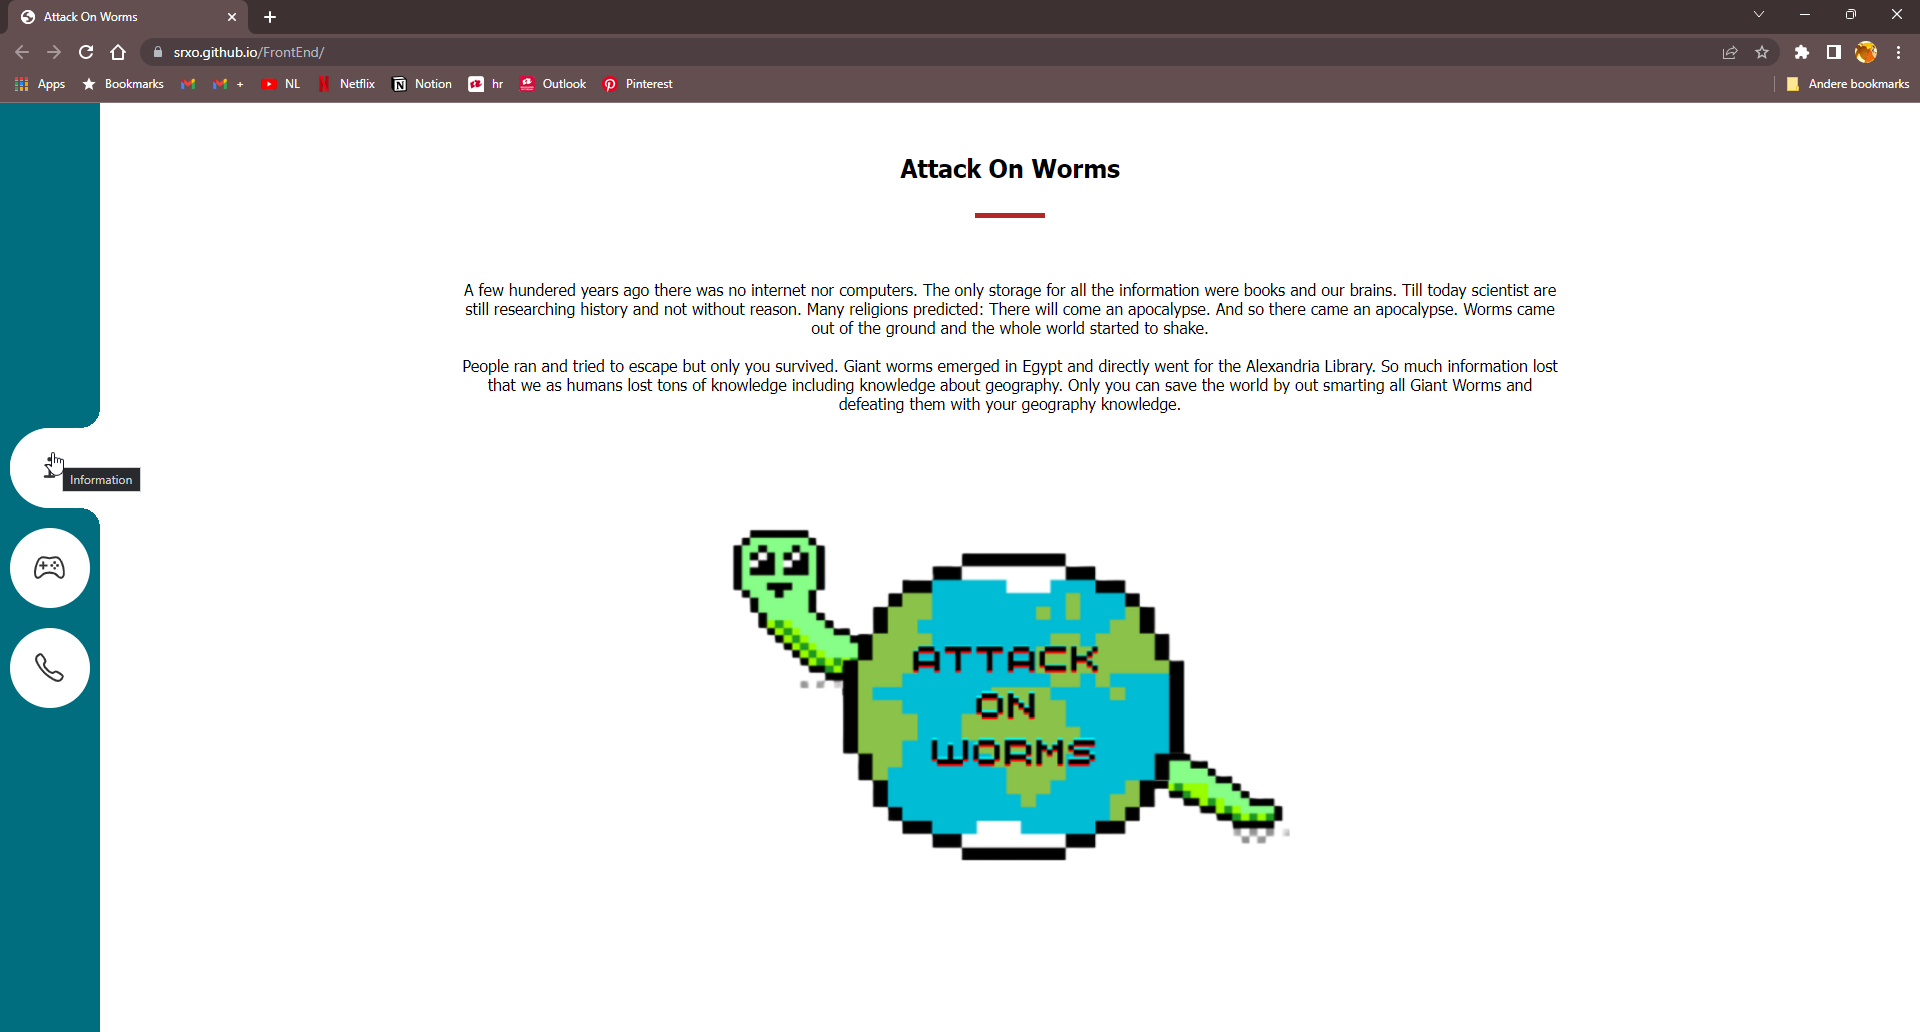 Attack On Worms
srxo.github.io/FrontEnd/
Apps Bookmarks + NL Netflix Notion hr Outlook Pinterest Andere bookmarks
Attack On Worms
A few hundered years ago there was no internet nor computers. The only storage for all the information were books and our brains. Till today scientist are
still researching history and not without reason. Many religions predicted: There will come an apocalypse. And so there came an apocalypse. Worms came
out of the ground and the whole world started to shake.
People ran and tried to escape but only you survived. Giant worms emerged in Egypt and directly went for the Alexandria Library. So much information lost
that we as humans lost tons of knowledge including knowledge about geography. Only you can save the world by out smarting all Giant Worms and
defeating them with your geography knowledge.
Information
ATTACK
ON
WORMS